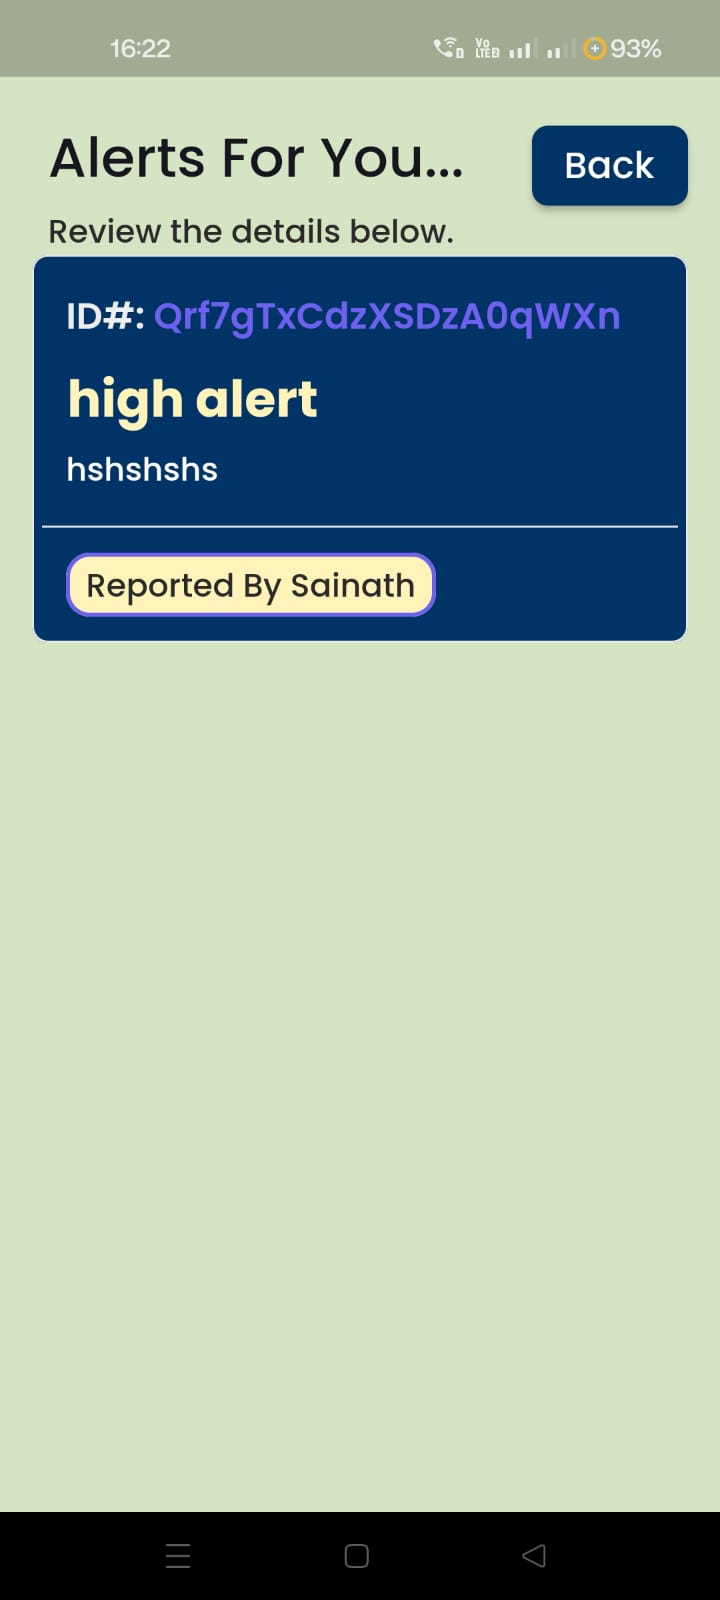 16:22 Vo LTE2 93%
Alerts For You...
Back
Review the details below.
ID#: Qrf7gTxCdzXSDzA0qWXn
high alert
hshshshs
Reported By Sainath